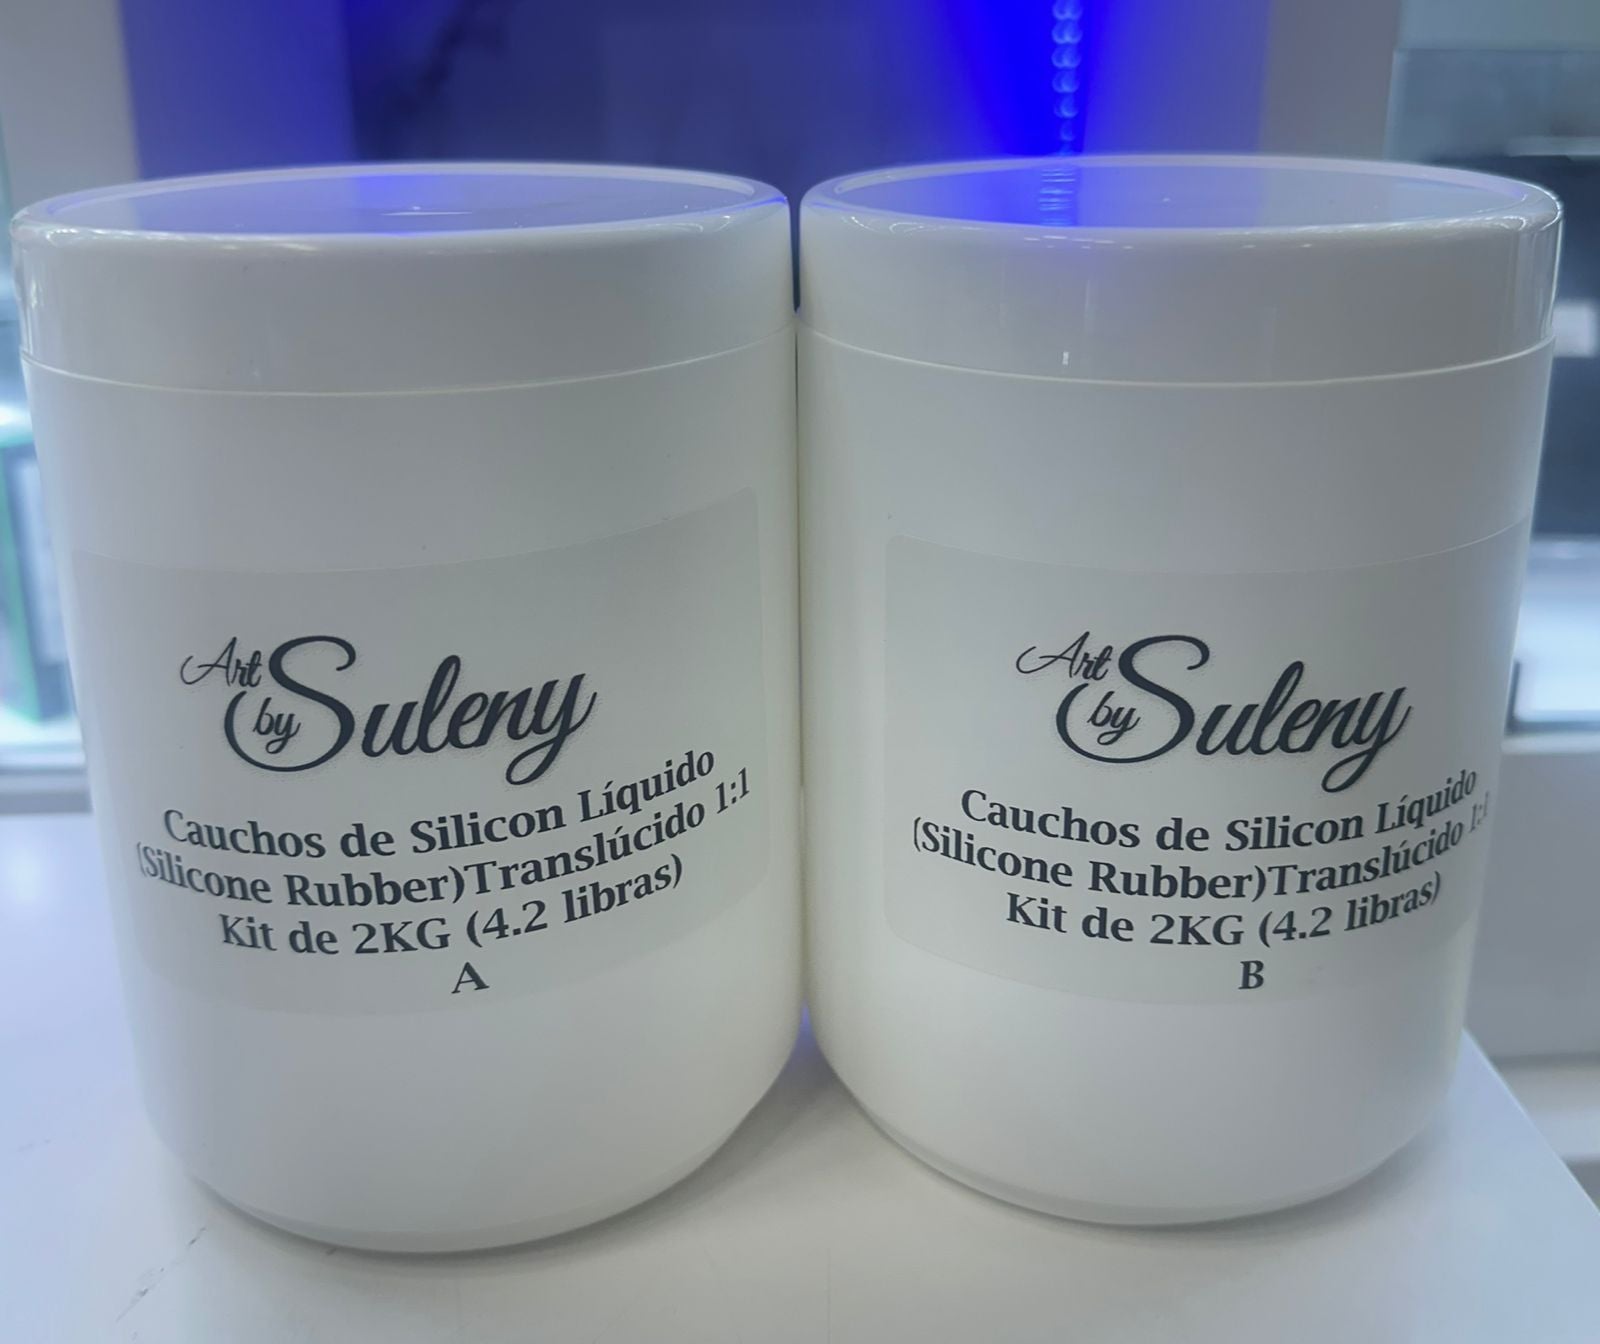 Art
by Suleny
Cauchos de Silicon Líquido
(Silicone Rubber)Translúcido 1:1
Kit de 2KG (4.2 libras)
A
Art
by Suleny
Cauchos de Silicon Líquido
(Silicone Rubber)Translúcido 1:1
Kit de 2KG (4.2 libras)
B